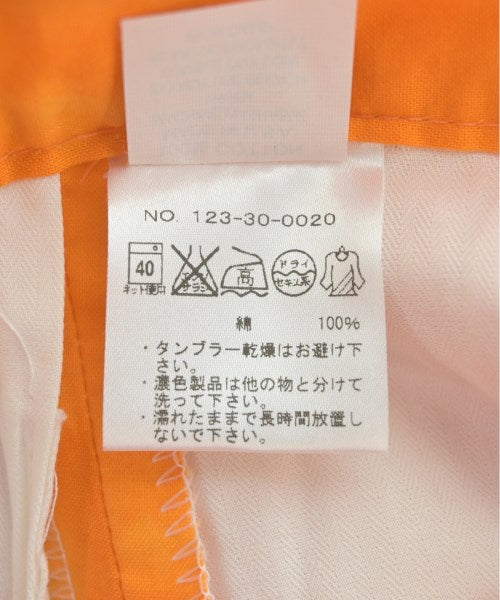 NO. 123-30-0020
40
ネット使用
エンソ
サラシ
高
ドライ
セキユ系
綿 100%
・タンブラー乾燥はお避け下
さい。
・濃色製品は他の物と分けて
洗って下さい。
・濡れたままで長時間放置し
ないで下さい。